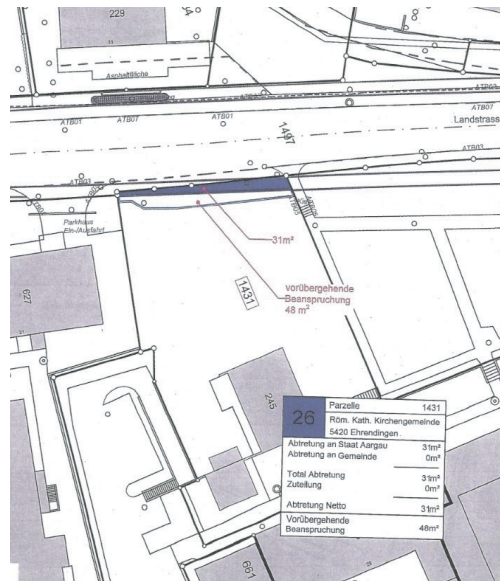 229
Asphaltfläche
ATB01
ATB07
ATB01
ATB07
Landstrass
1497
ATB01
ATB03
Parkhaus
Ein-/Ausfahrt
31m²
vorübergehende
Beanspruchung
48 m²
627
1431
245
26
Parzelle 1431
Röm. Kath. Kirchengemeinde
5420 Ehrendingen
Abtretung an Staat Aargau 31m²
Abtretung an Gemeinde 0m²
Total Abtretung 31m²
Zuteilung 0m²
Abtretung Netto 31m²
Vorübergehende
Beanspruchung 48m²
661